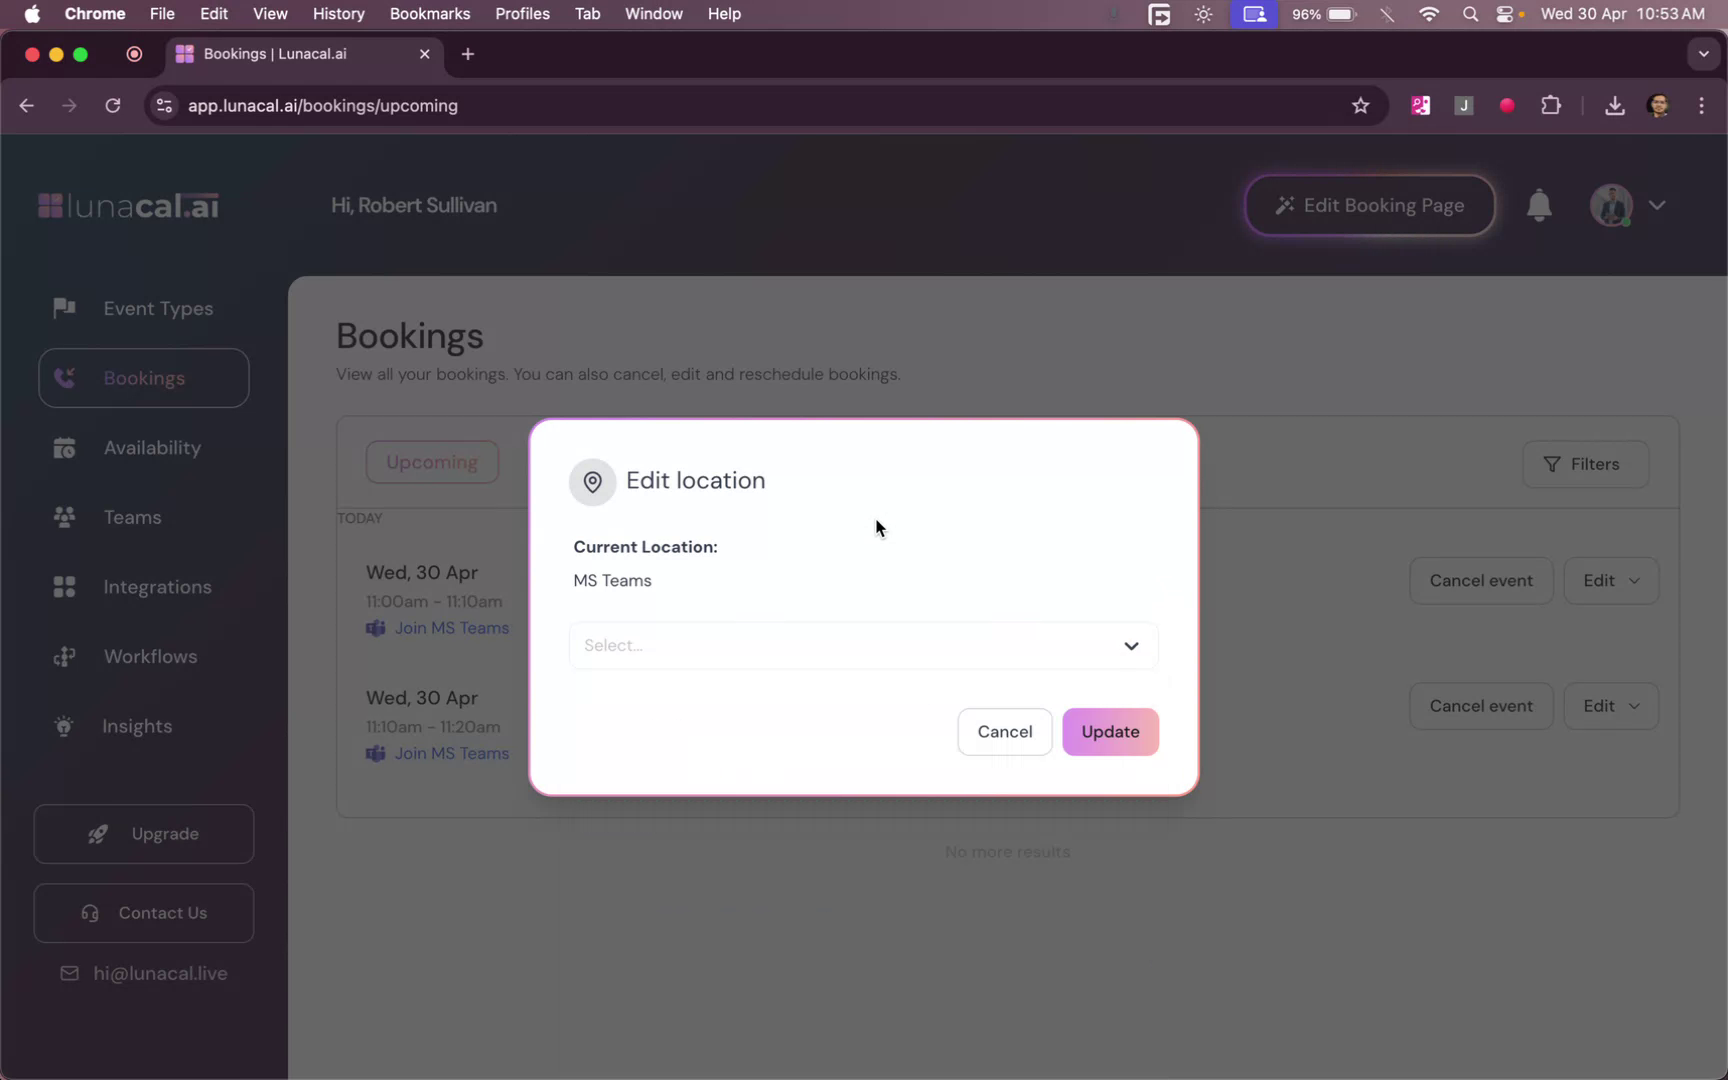 Chrome File Edit View History Bookmarks Profiles Tab Window Help 96% Wed 30 Apr 10:53 AM
Bookings | Lunacal.ai
app.lunacal.ai/bookings/upcoming J
lunacal.ai Hi, Robert Sullivan Edit Booking Page
Event Types
Bookings
Availability
Teams
Integrations
Workflows
Insights
Upgrade
Contact Us
hi@lunacal.live
Bookings
View all your bookings. You can also cancel, edit and reschedule bookings.
Upcoming Filters
TODAY
Wed, 30 Apr
11:00am - 11:10am
Join MS Teams
Cancel event Edit
Wed, 30 Apr
11:10am - 11:20am
Join MS Teams
Cancel event Edit
No more results
Edit location
Current Location:
MS Teams
Select...
Cancel Update